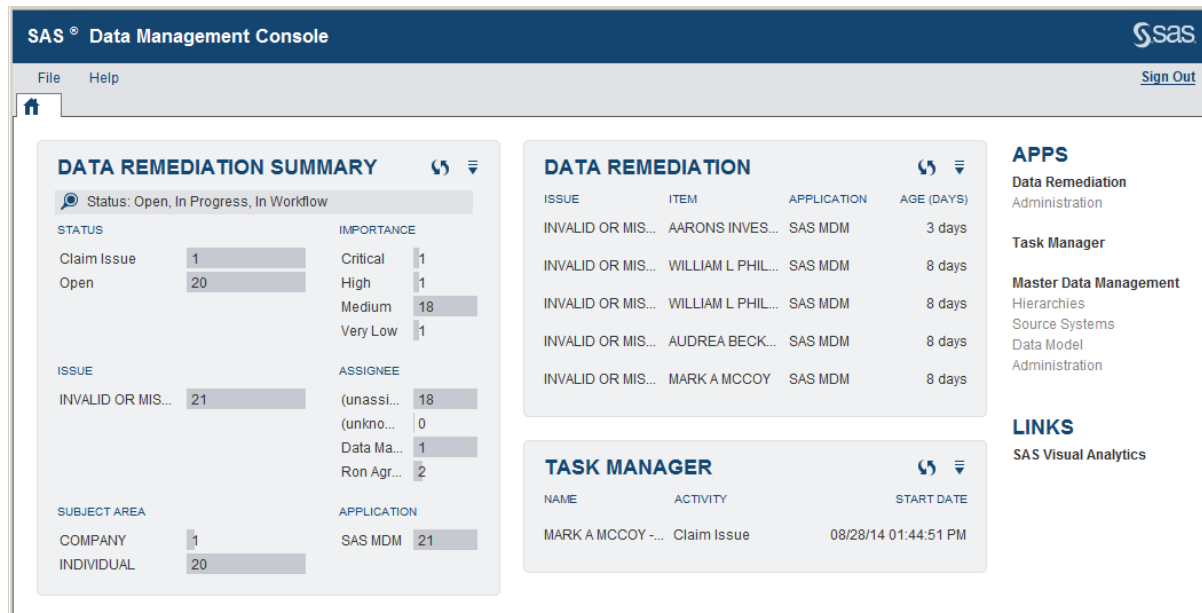 SAS ® Data Management Console
sas
File Help
Sign Out
DATA REMEDIATION SUMMARY
Status: Open, In Progress, In Workflow
STATUS
Claim Issue 1
Open 20
IMPORTANCE
Critical 1
High 1
Medium 18
Very Low 1
ISSUE
INVALID OR MIS... 21
ASSIGNEE
(unassi... 18
(unkno... 0
Data Ma... 1
Ron Agr... 2
SUBJECT AREA
COMPANY 1
INDIVIDUAL 20
APPLICATION
SAS MDM 21
DATA REMEDIATION
ISSUE ITEM APPLICATION AGE (DAYS)
INVALID OR MIS... AARONS INVES... SAS MDM 3 days
INVALID OR MIS... WILLIAM L PHIL... SAS MDM 8 days
INVALID OR MIS... WILLIAM L PHIL... SAS MDM 8 days
INVALID OR MIS... AUDREA BECK... SAS MDM 8 days
INVALID OR MIS... MARK A MCCOY SAS MDM 8 days
TASK MANAGER
NAME ACTIVITY START DATE
MARK A MCCOY -... Claim Issue 08/28/14 01:44:51 PM
APPS
Data Remediation
Administration
Task Manager
Master Data Management
Hierarchies
Source Systems
Data Model
Administration
LINKS
SAS Visual Analytics